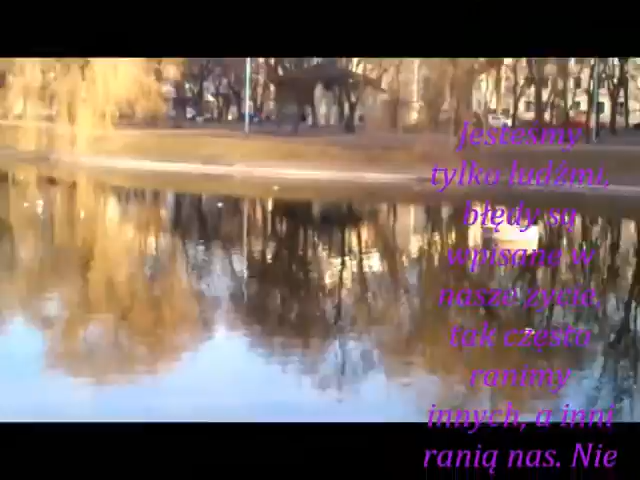 Jesteśmy
tylko ludźmi,
błędy są
wpisane w
nasze życie,
tak często
ranimy
innych, a inni
ranią nas. Nie